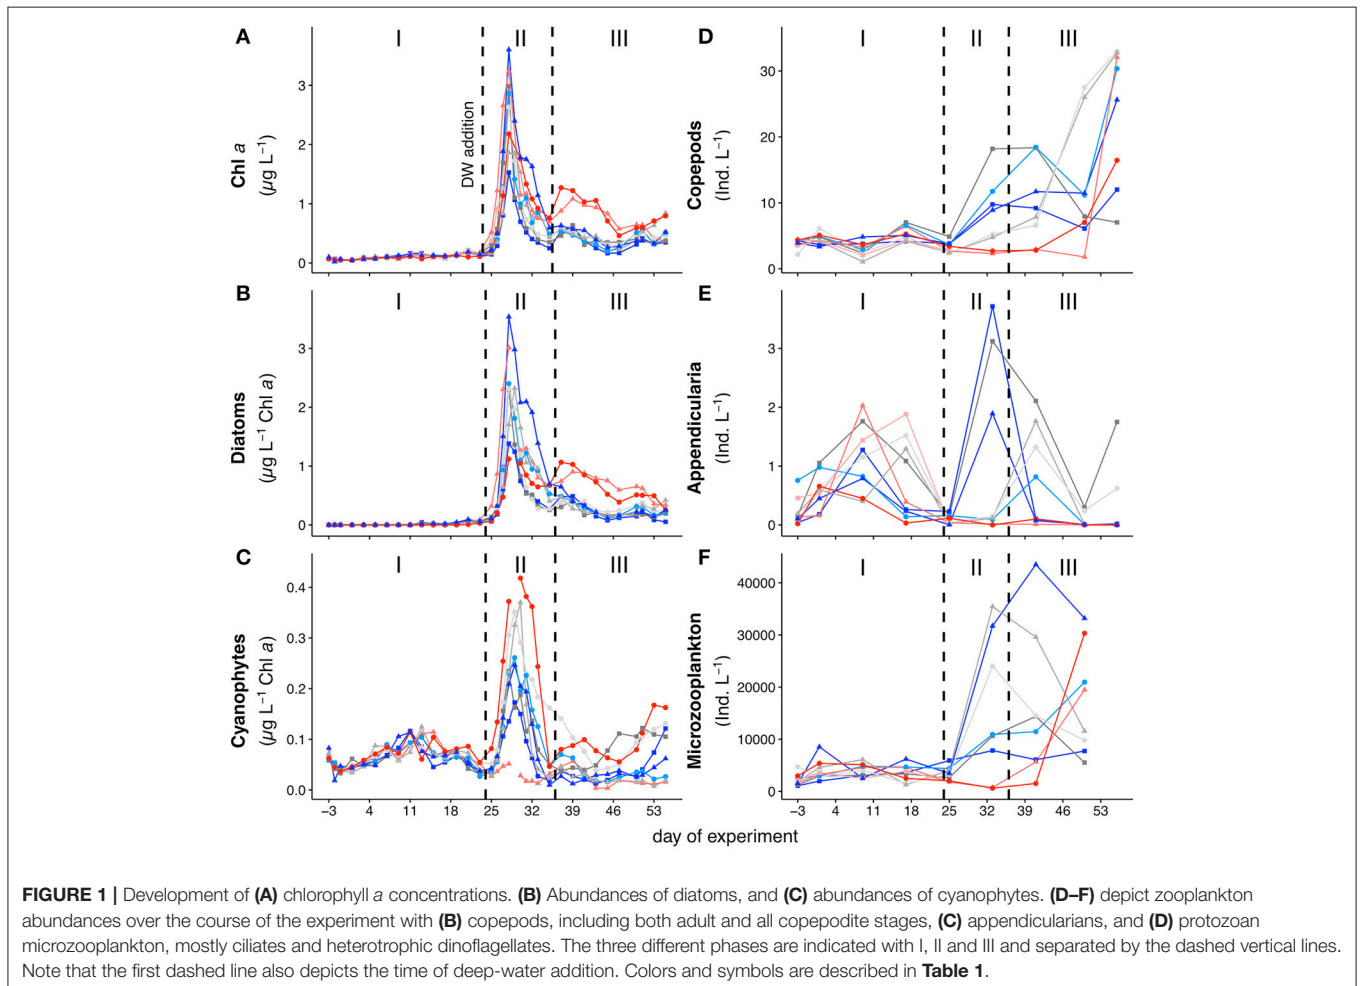 A
I
II
III
DW addition
Chl a
(µg L⁻¹)
3
2
1
0
B
I
II
III
Diatoms
(µg L⁻¹ Chl a)
3
2
1
0
C
I
II
III
Cyanophytes
(µg L⁻¹ Chl a)
0.4
0.3
0.2
0.1
0.0
−3 4 11 18 25 32 39 46 53
D
I
II
III
Copepods
(Ind. L⁻¹)
30
20
10
0
E
I
II
III
Appendicularia
(Ind. L⁻¹)
3
2
1
0
F
I
II
III
Microzooplankton
(Ind. L⁻¹)
40000
30000
20000
10000
0
−3 4 11 18 25 32 39 46 53
day of experiment
FIGURE 1 | Development of (A) chlorophyll a concentrations. (B) Abundances of diatoms, and (C) abundances of cyanophytes. (D–F) depict zooplankton
abundances over the course of the experiment with (B) copepods, including both adult and all copepodite stages, (C) appendicularians, and (D) protozoan
microzooplankton, mostly ciliates and heterotrophic dinoflagellates. The three different phases are indicated with I, II and III and separated by the dashed vertical lines.
Note that the first dashed line also depicts the time of deep-water addition. Colors and symbols are described in Table 1.